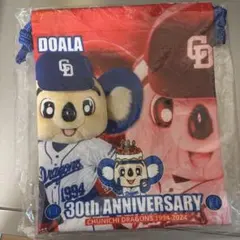 DOALA
CD
CD
Dragons
1994
30th ANNIVERSARY
CHUNICHI DRAGONS 1994-2024